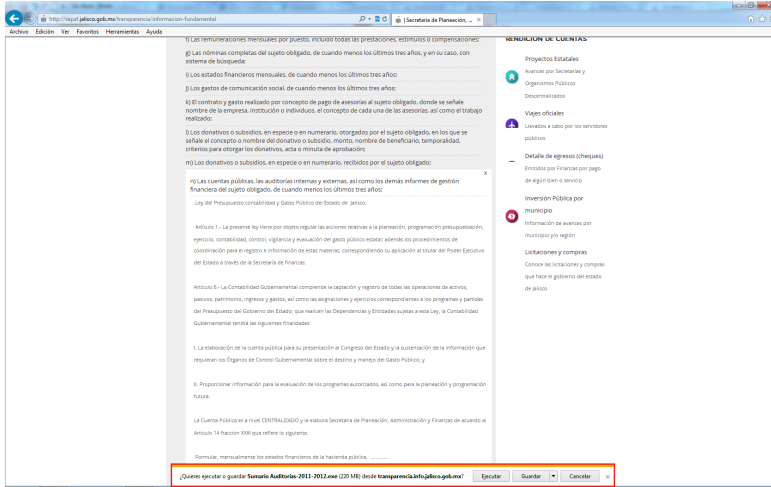 http://sepaf.jalisco.gob.mx/transparencia/informacion-fundamental
Secretaría de Planeación, ...
Archivo Edición Ver Favoritos Herramientas Ayuda
f) Las remuneraciones mensuales por puesto, incluido todas las prestaciones, estímulos o compensaciones;
g) Las nóminas completas del sujeto obligado, de cuando menos los últimos tres años, y en su caso, con
sistema de búsqueda;
i) Los estados financieros mensuales, de cuando menos los últimos tres años;
j) Los gastos de comunicación social, de cuando menos los últimos tres años;
k) El contrato y gasto realizado por concepto de pago de asesorías al sujeto obligado, donde se señale
nombre de la empresa, institución o individuos, el concepto de cada una de las asesorías, así como el trabajo
realizado;
l) Los donativos o subsidios, en especie o en numerario, otorgados por el sujeto obligado, en los que se
señale el concepto o nombre del donativo o subsidio, monto, nombre de beneficiario, temporalidad,
criterios para otorgar los donativos, acta o minuta de aprobación;
m) Los donativos o subsidios, en especie o en numerario, recibidos por el sujeto obligado;
x
n) Las cuentas públicas, las auditorías internas y externas, así como los demás informes de gestión
financiera del sujeto obligado, de cuando menos los últimos tres años;
. Ley del Presupuesto contabilidad y Gasto Público del Estado de Jalisco.
Artículo 1.- La presente ley tiene por objeto regular las acciones relativas a la planeación, programación presupuestación,
ejercicio, contabilidad, control, vigilancia y evaluación del gasto público estatal, además los procedimientos de
coordinación para el registro e información de estas materias, correspondiendo su aplicación al titular del Poder Ejecutivo
del Estado a través de la Secretaría de finanzas.
Artículo 6.- La Contabilidad Gubernamental comprende la captación y registro de todas las operaciones de activos,
pasivos, patrimonio, ingresos y gastos, así como las asignaciones y ejercicios correspondientes a los programas y partidas
del Presupuesto del Gobierno del Estado; que realicen las Dependencias y Entidades sujetas a esta Ley, la Contabilidad
Gubernamental tendrá las siguientes finalidades:
I. La elaboración de la cuenta pública para su presentación al Congreso del Estado y la sustentación de la información que
requieran los Órganos de Control Gubernamental sobre el destino y manejo del Gasto Público; y
II. Proporcionar información para la evaluación de los programas autorizados, así como para la planeación y programación
futura.
La Cuenta Pública es a nivel CENTRALIZADO y la elabora Secretaria de Planeación, Administración y Finanzas de acuerdo al
Artículo 14 fraccion XXIII que refiere lo siguiente.
Formular, mensualmente los estados financieros de la hacienda pública, ............
RENDICIÓN DE CUENTAS
Proyectos Estatales
Avances por Secretarías y
Organismos Públicos
Descentralizados
Viajes oficiales
Llevados a cabo por los servidores
públicos
Detalle de egresos (cheques)
Emitidos por Finanzas por pago
de algún bien o servicio
Inversión Pública por
municipio
Información de avances por
municipio y/o región
Licitaciones y compras
Conoce las licitaciones y compras
que hace el gobierno del estado
de Jalisco
¿Quieres ejecutar o guardar Sumario Auditorias-2011-2012.exe (220 MB) desde transparencia.info.jalisco.gob.mx? Ejecutar Guardar Cancelar x